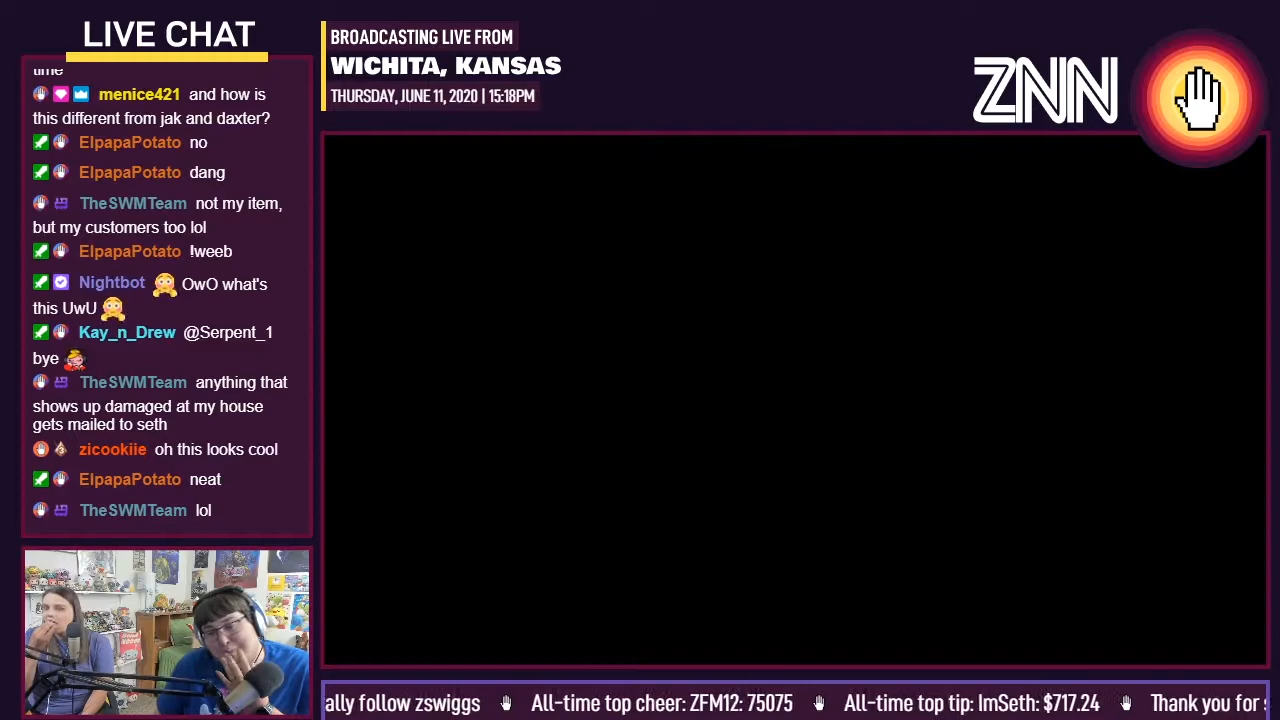 LIVE CHAT
time
menice421 and how is
this different from jak and daxter?
ElpapaPotato no
ElpapaPotato dang
TheSWMTeam not my item,
but my customers too lol
ElpapaPotato !weeb
Nightbot OwO what's
this UwU
Kay_n_Drew @Serpent_1
bye
TheSWMTeam anything that
shows up damaged at my house
gets mailed to seth
zicookiie oh this looks cool
ElpapaPotato neat
TheSWMTeam lol
BROADCASTING LIVE FROM
WICHITA, KANSAS
THURSDAY, JUNE 11, 2020 | 15:18PM
ZNN
ally follow zswiggs All-time top cheer: ZFM12: 75075 All-time top tip: ImSeth: $717.24 Thank you for s